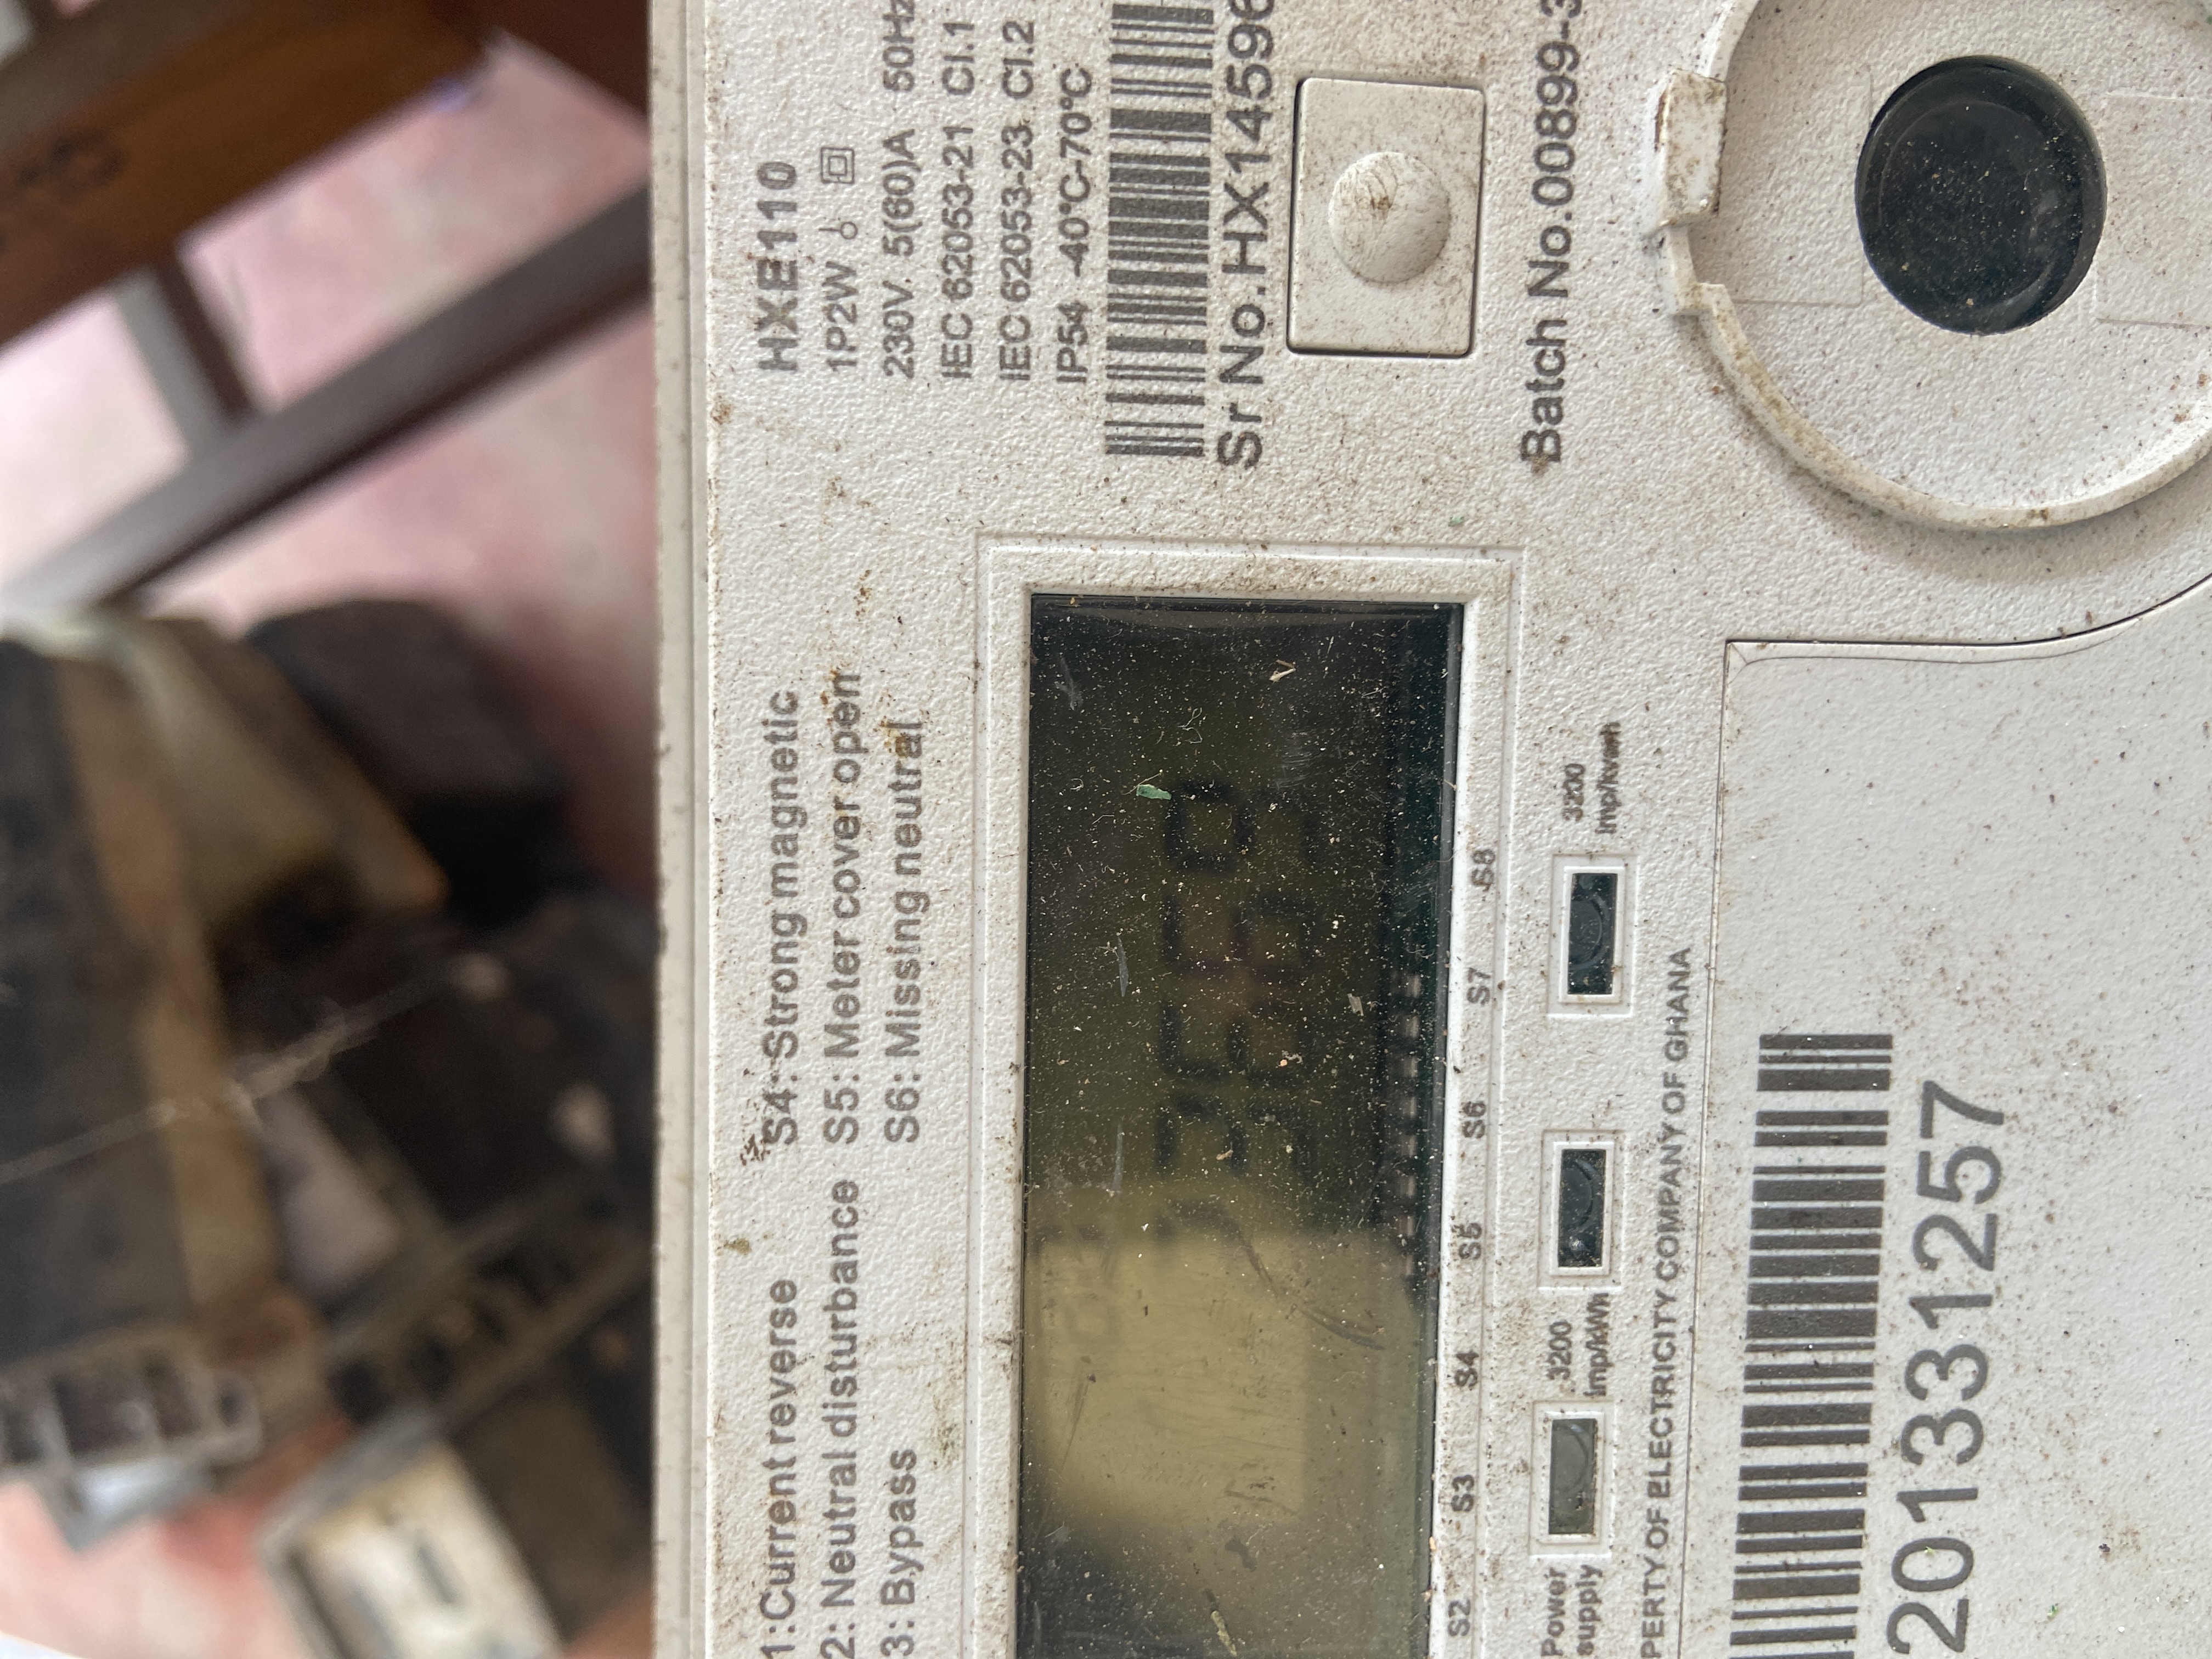 1:Current reverse
S4: Strong magnetic
2: Neutral disturbance
S5: Meter cover open
3: Bypass
S6: Missing neutral
HXE110
1P2W
230V 5(60)A 50Hz
IEC 62053-21 Cl.1
IEC 62053-23 Cl.2
IP54 -40°C-70°C
Sr No.HX14596
S2 S3 S4 S5 S6 S7 S8
Power supply
3200 imp/kWh
3200 imp/kvarh
Batch No.00899-3
PERTY OF ELECTRICITY COMPANY OF GHANA
201331257